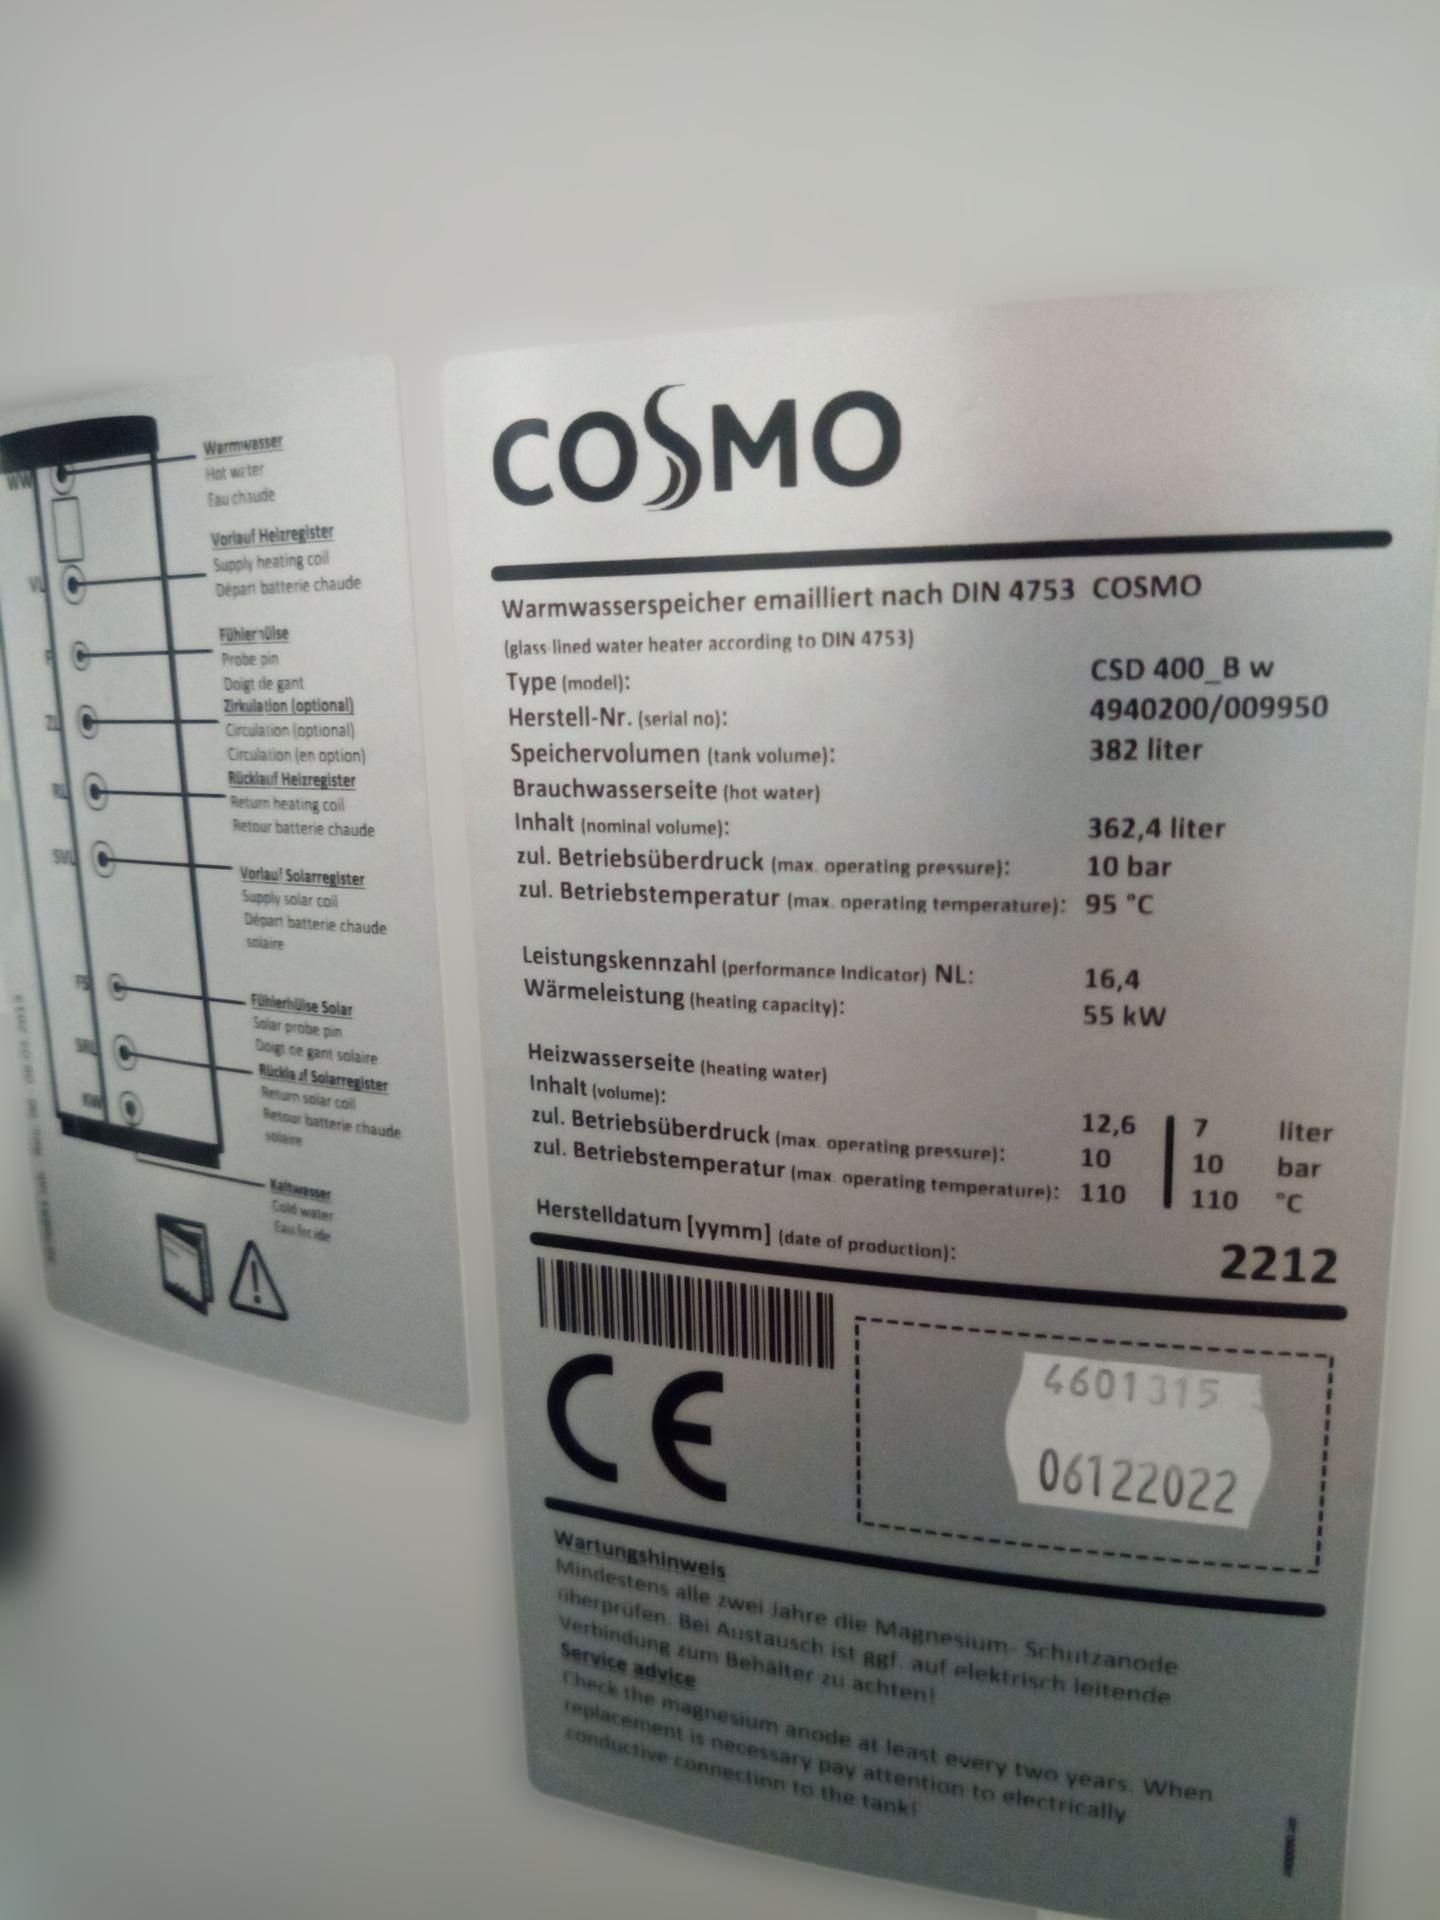 WW
Warmwasser
Hot water
Eau chaude
VL
Vorlauf Heizregister
Supply heating coil
Départ batterie chaude
F
Fühlerhülse
Probe pin
Doigt de gant
ZL
Zirkulation (optional)
Circulation (optional)
Circulation (en option)
RL
Rücklauf Heizregister
Return heating coil
Retour batterie chaude
SVL
Vorlauf Solarregister
Supply solar coil
Départ batterie chaude
solaire
FS
Fühlerhülse Solar
Solar probe pin
Doigt de gant solaire
SRL
Rücklauf Solarregister
Return solar coil
Retour batterie chaude
solaire
KW
Kaltwasser
Cold water
Eau froide
COSMO
Warmwasserspeicher emailliert nach DIN 4753 COSMO
(glass lined water heater according to DIN 4753)
Type (model): CSD 400_B w
Herstell-Nr. (serial no): 4940200/009950
Speichervolumen (tank volume): 382 liter
Brauchwasserseite (hot water)
Inhalt (nominal volume): 362,4 liter
zul. Betriebsüberdruck (max. operating pressure): 10 bar
zul. Betriebstemperatur (max. operating temperature): 95 °C
Leistungskennzahl (performance Indicator) NL: 16,4
Wärmeleistung (heating capacity): 55 kW
Heizwasserseite (heating water)
Inhalt (volume): 12,6 | 7 liter
zul. Betriebsüberdruck (max. operating pressure): 10 | 10 bar
zul. Betriebstemperatur (max. operating temperature): 110 | 110 °C
Herstelldatum [yymm] (date of production): 2212
CE
4601315
06122022
Wartungshinweis
Mindestens alle zwei Jahre die Magnesium- Schutzanode
überprüfen. Bei Austausch ist ggf. auf elektrisch leitende
Verbindung zum Behälter zu achten!
Service advice
Check the magnesium anode at least every two years. When
replacement is necessary pay attention to electrically
conductive connection to the tank!